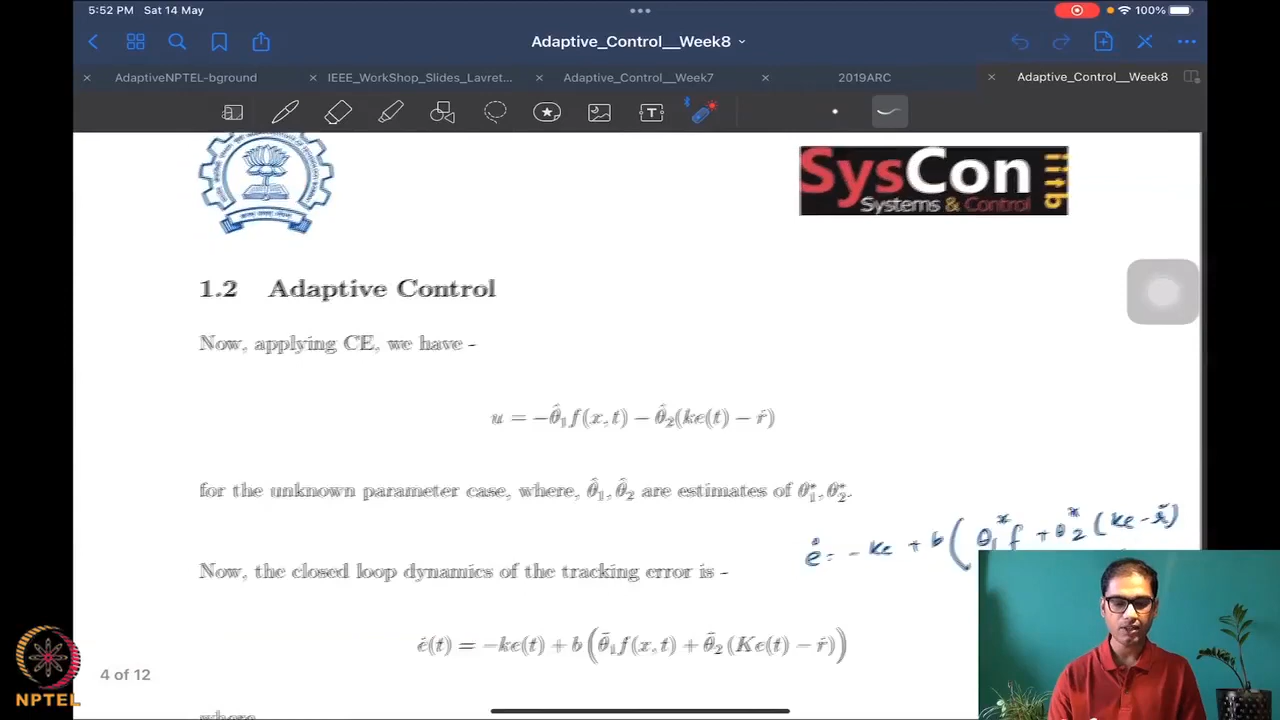 5:52 PM Sat 14 May
100%
Adaptive_Control__Week8
AdaptiveNPTEL-bground
IEEE_WorkShop_Slides_Lavret...
Adaptive_Control__Week7
2019ARC
Adaptive_Control__Week8
SysCon
iitb
Systems & Control
1.2 Adaptive Control
Now, applying CE, we have -
u = −θ̂₁f(x,t) − θ̂₂(ke(t) − ṙ)
for the unknown parameter case, where, θ̂₁, θ̂₂ are estimates of θ₁*, θ₂*.
ė = −ke + b(θ₁* f + θ₂* (ke − ṙ)
Now, the closed loop dynamics of the tracking error is -
ė(t) = −ke(t) + b(θ̃₁f(x,t) + θ̃₂(Ke(t) − ṙ))
4 of 12
where
NPTEL